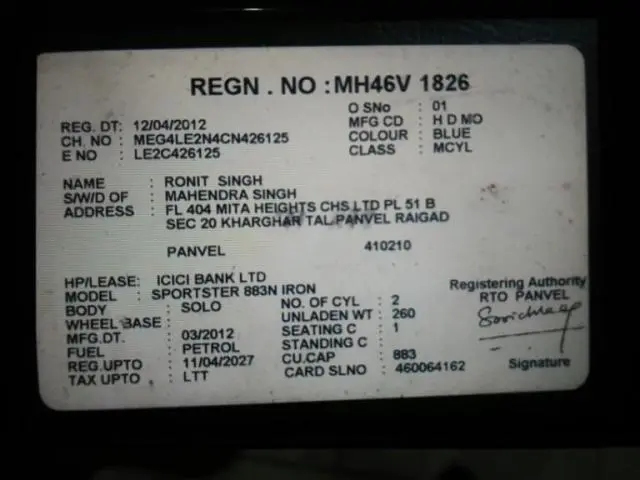 REGN . NO : MH46V 1826
O SNo : 01
REG. DT: 12/04/2012 MFG CD : H D MO
CH. NO : MEG4LE2N4CN426125 COLOUR : BLUE
E NO : LE2C426125 CLASS : MCYL
NAME : RONIT SINGH
S/W/D OF : MAHENDRA SINGH
ADDRESS : FL 404 MITA HEIGHTS CHS LTD PL 51 B
SEC 20 KHARGHAR TAL-PANVEL RAIGAD
PANVEL 410210
HP/LEASE: ICICI BANK LTD Registering Authority
MODEL : SPORTSTER 883N IRON RTO PANVEL
BODY : SOLO NO. OF CYL : 2
WHEEL BASE : UNLADEN WT : 260
MFG.DT. : 03/2012 SEATING C : 1
FUEL : PETROL STANDING C :
REG.UPTO : 11/04/2027 CU.CAP : 883
TAX UPTO : LTT CARD SLNO : 460064162
Signature